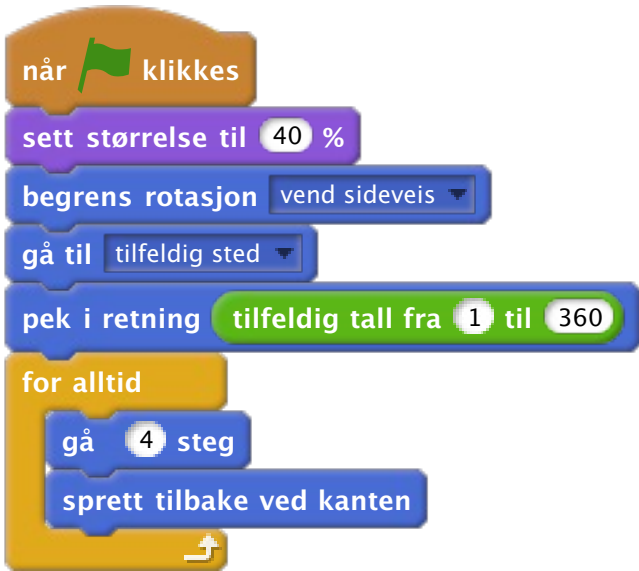 når klikkes
sett størrelse til 40 %
begrens rotasjon vend sideveis
gå til tilfeldig sted
pek i retning tilfeldig tall fra 1 til 360
for alltid
gå 4 steg
sprett tilbake ved kanten